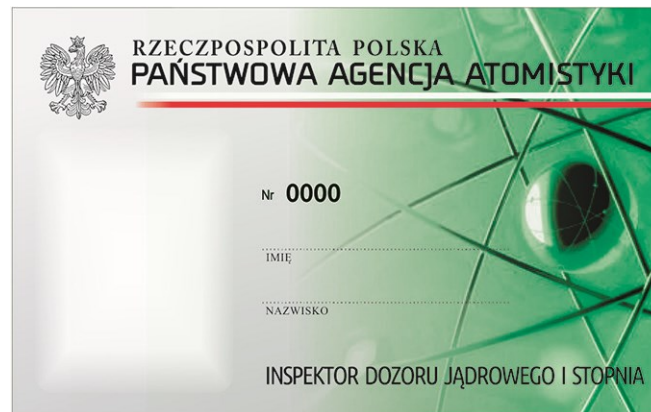 RZECZPOSPOLITA POLSKA
PAŃSTWOWA AGENCJA ATOMISTYKI
Nr 0000
IMIĘ
NAZWISKO
INSPEKTOR DOZORU JĄDROWEGO I STOPNIA